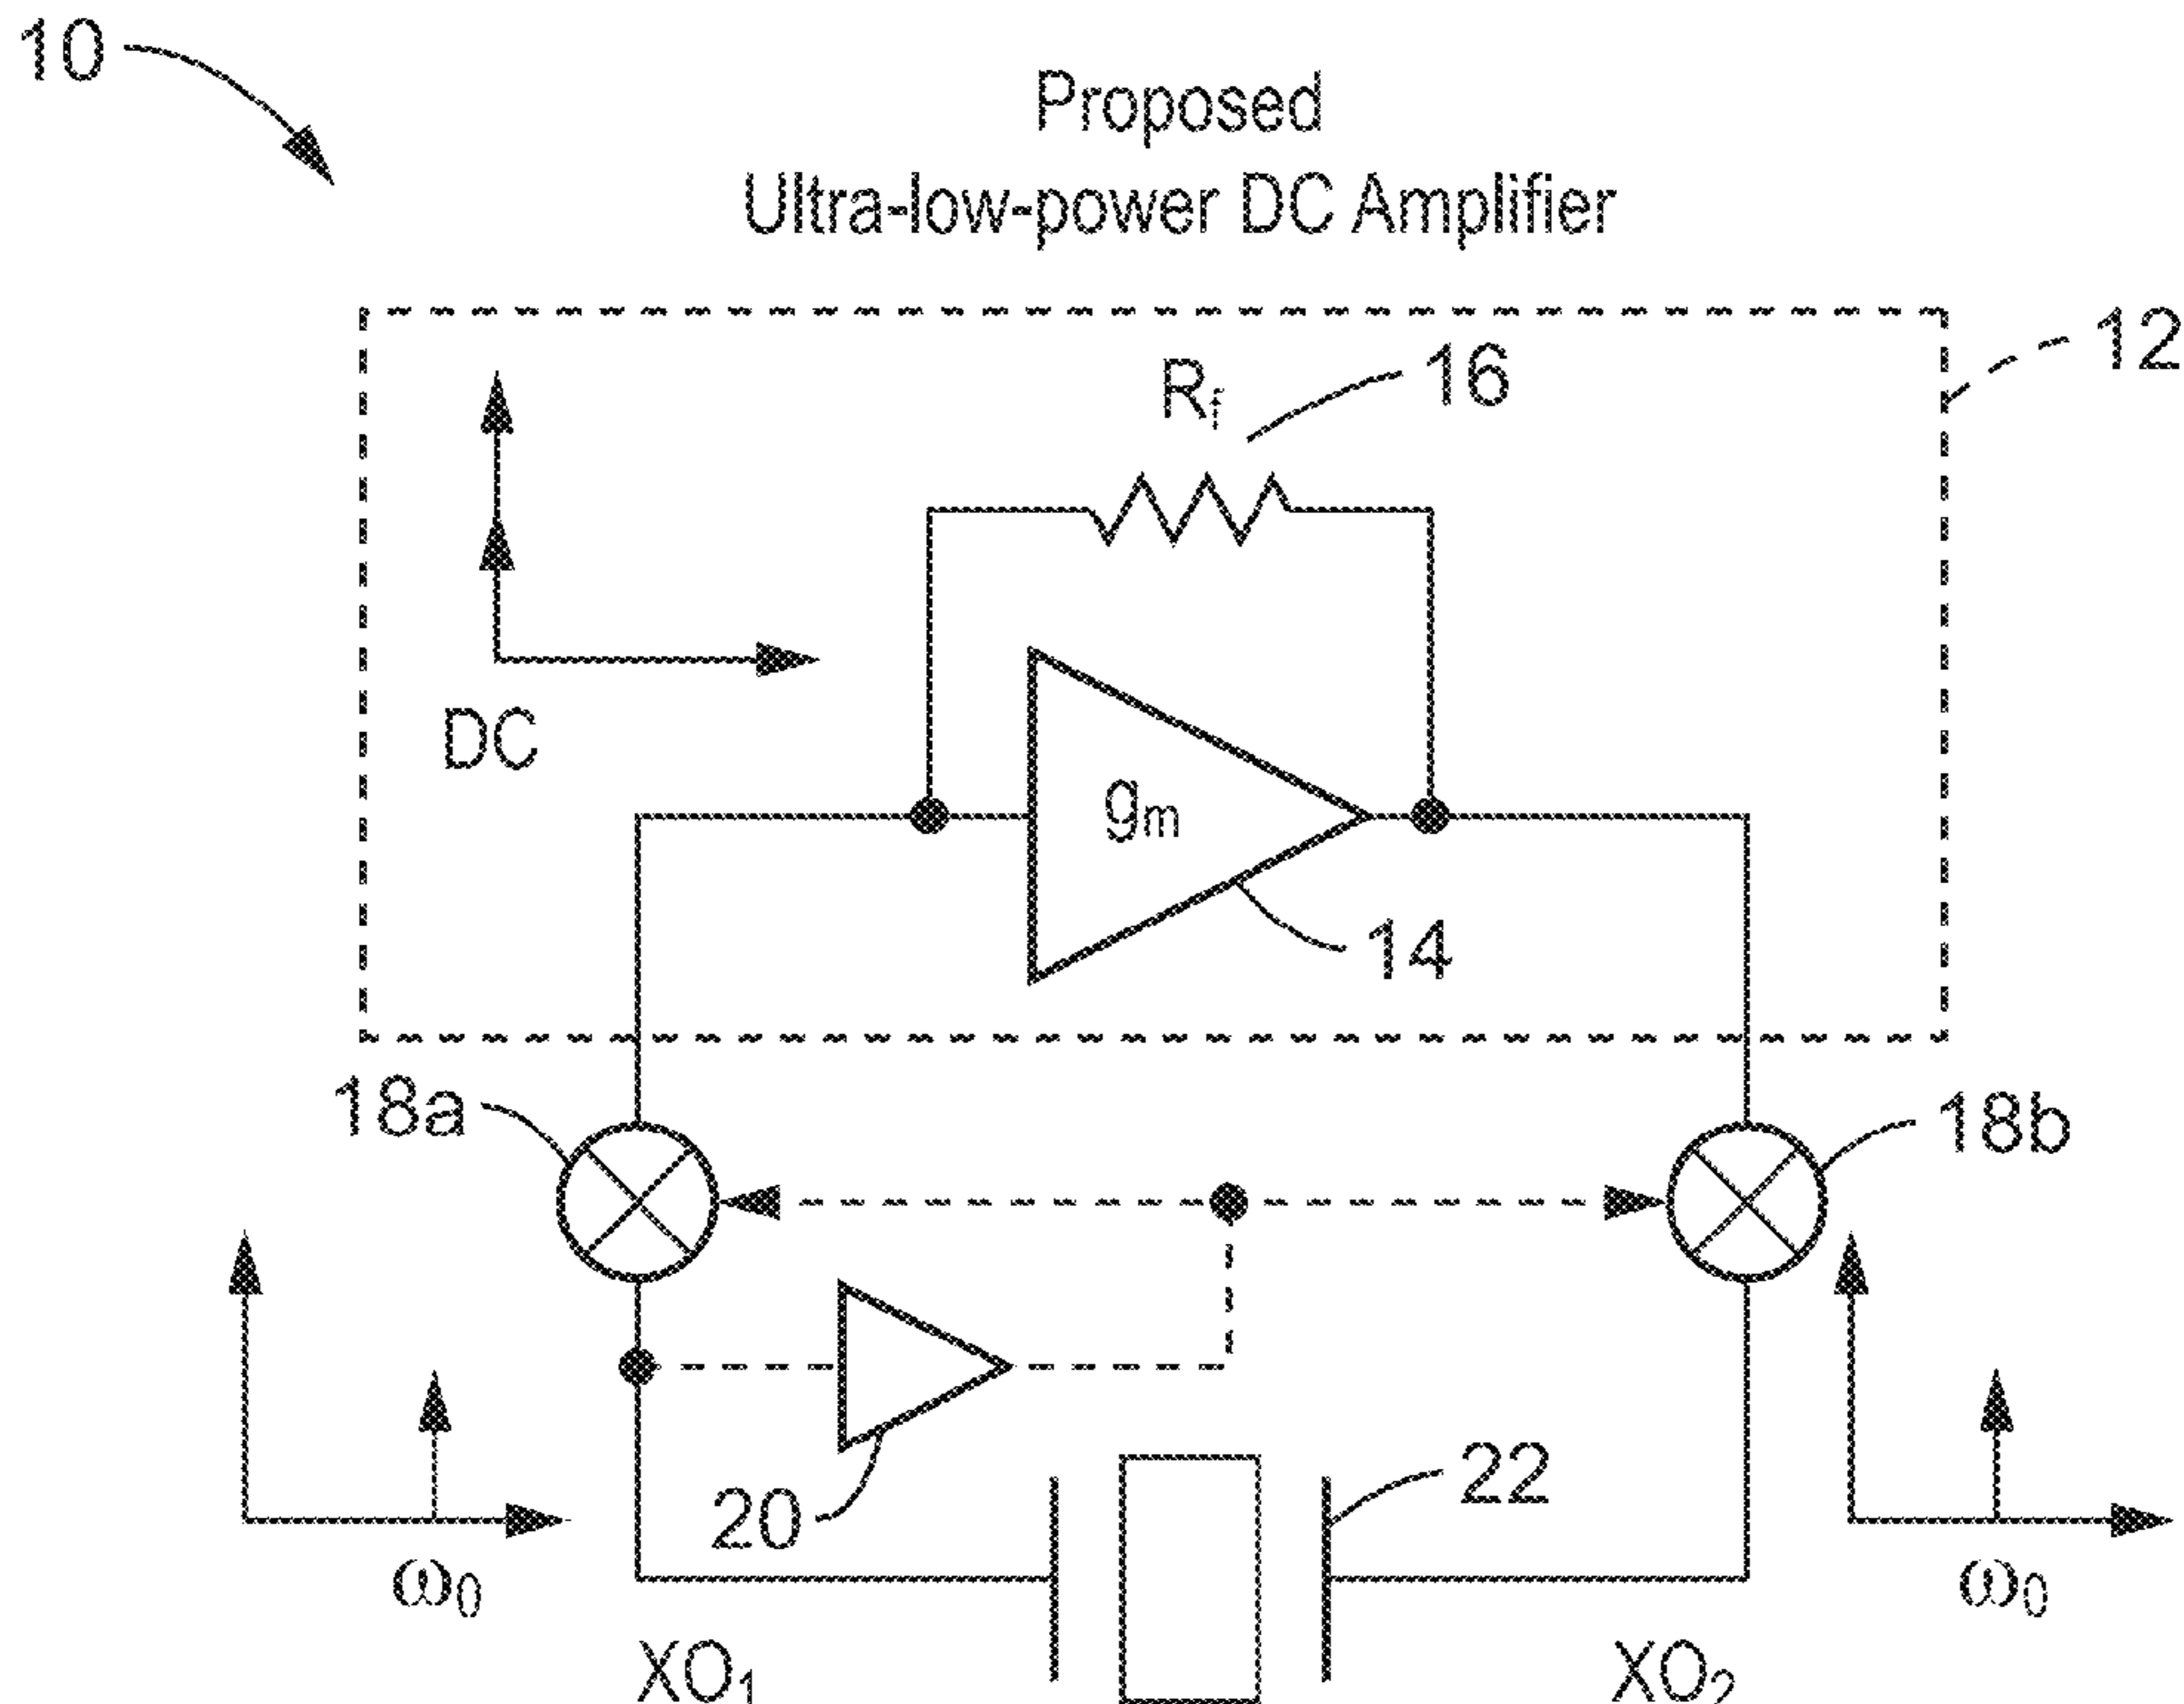 10
Proposed
Ultra-low-power DC Amplifier
12
Rf
16
DC
gm
14
18a
18b
20
22
ω0
ω0
XO1
XO2